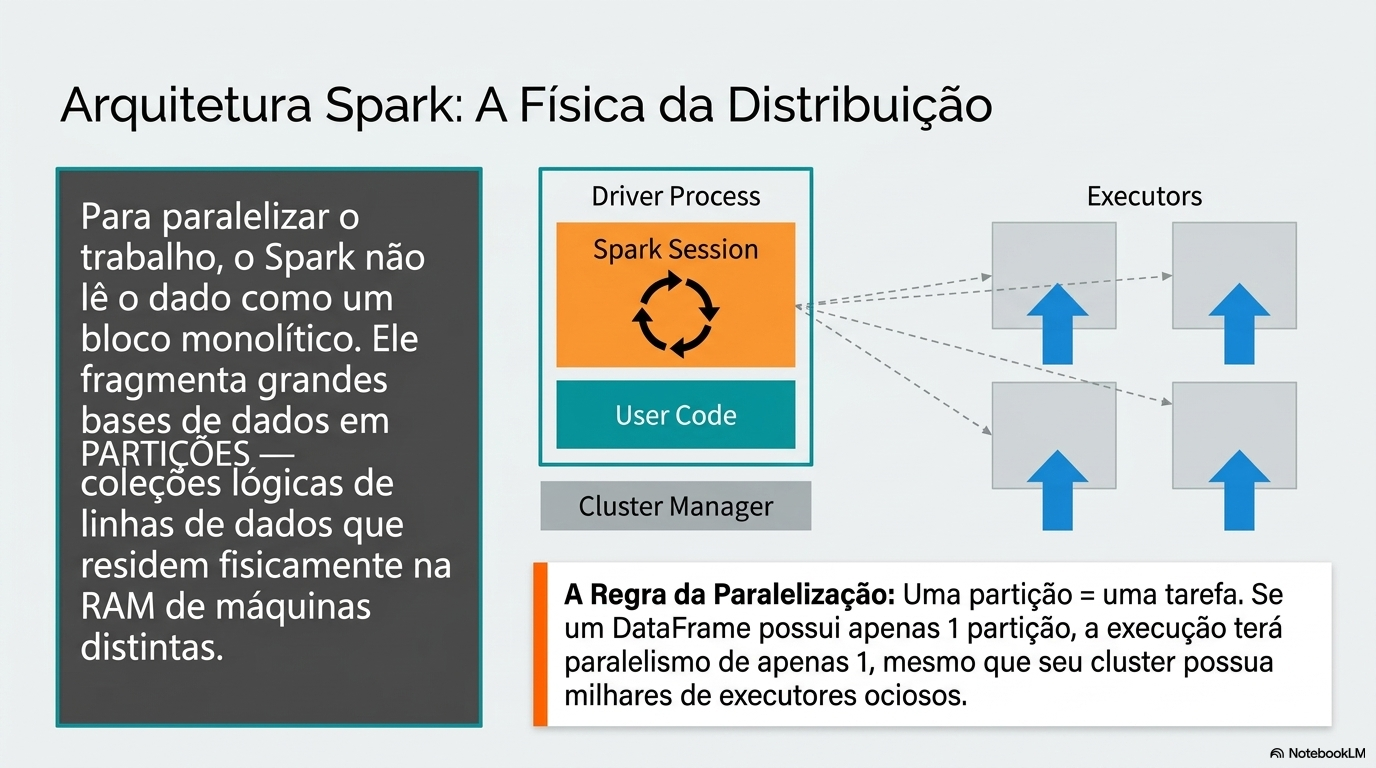 Arquitetura Spark: A Física da Distribuição
Para paralelizar o
trabalho, o Spark não
lê o dado como um
bloco monolítico. Ele
fragmenta grandes
bases de dados em
PARTIÇÕES —
coleções lógicas de
linhas de dados que
residem fisicamente na
RAM de máquinas
distintas.
Driver Process
Spark Session
User Code
Cluster Manager
Executors
A Regra da Paralelização: Uma partição = uma tarefa. Se
um DataFrame possui apenas 1 partição, a execução terá
paralelismo de apenas 1, mesmo que seu cluster possua
milhares de executores ociosos.
NotebookLM